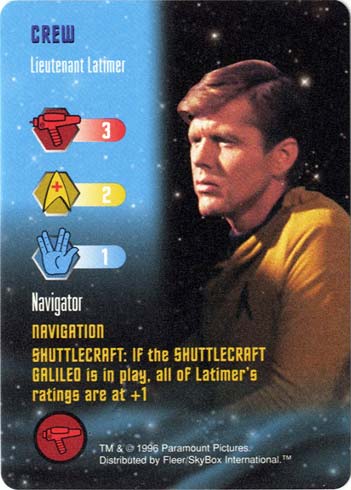 CREW
Lieutenant Latimer
3
2
1
Navigator
NAVIGATION
SHUTTLECRAFT: If the SHUTTLECRAFT
GALILEO is in play, all of Latimer's
ratings are at +1
TM & © 1996 Paramount Pictures.
Distributed by Fleer/SkyBox International.™